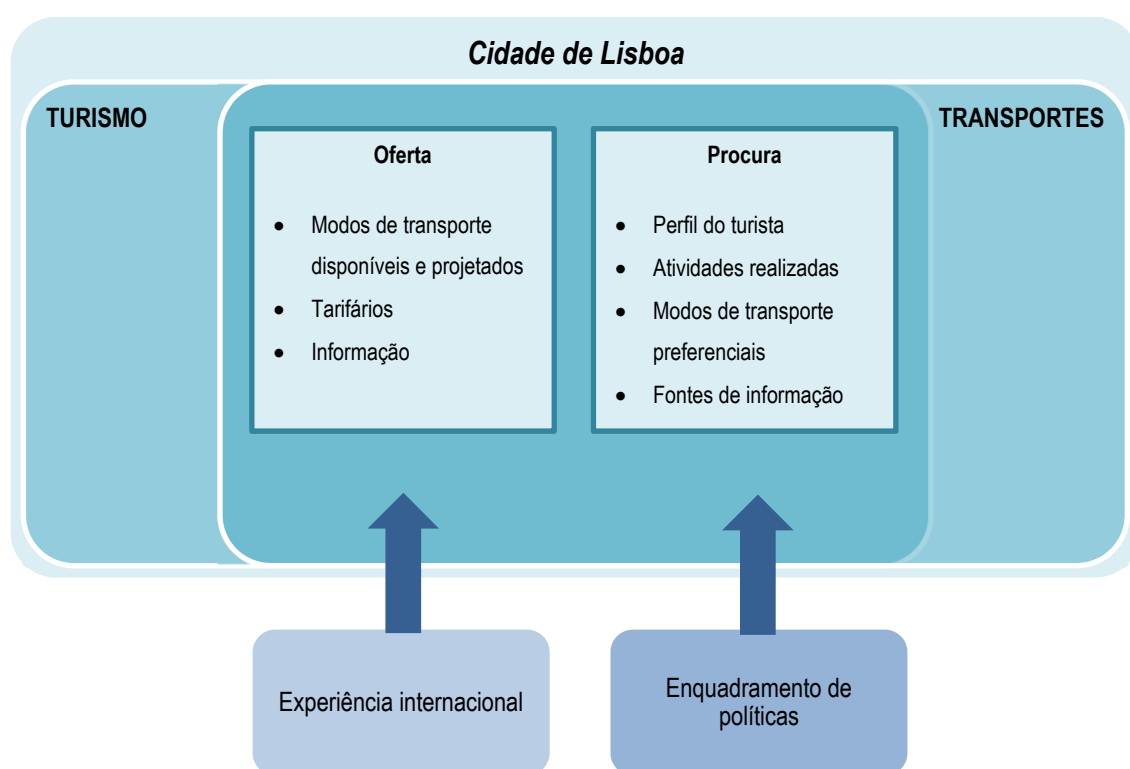 Cidade de Lisboa
TURISMO
TRANSPORTES
Oferta
• Modos de transporte
disponíveis e projetados
• Tarifários
• Informação
Procura
• Perfil do turista
• Atividades realizadas
• Modos de transporte
preferenciais
• Fontes de informação
Experiência internacional
Enquadramento de
políticas